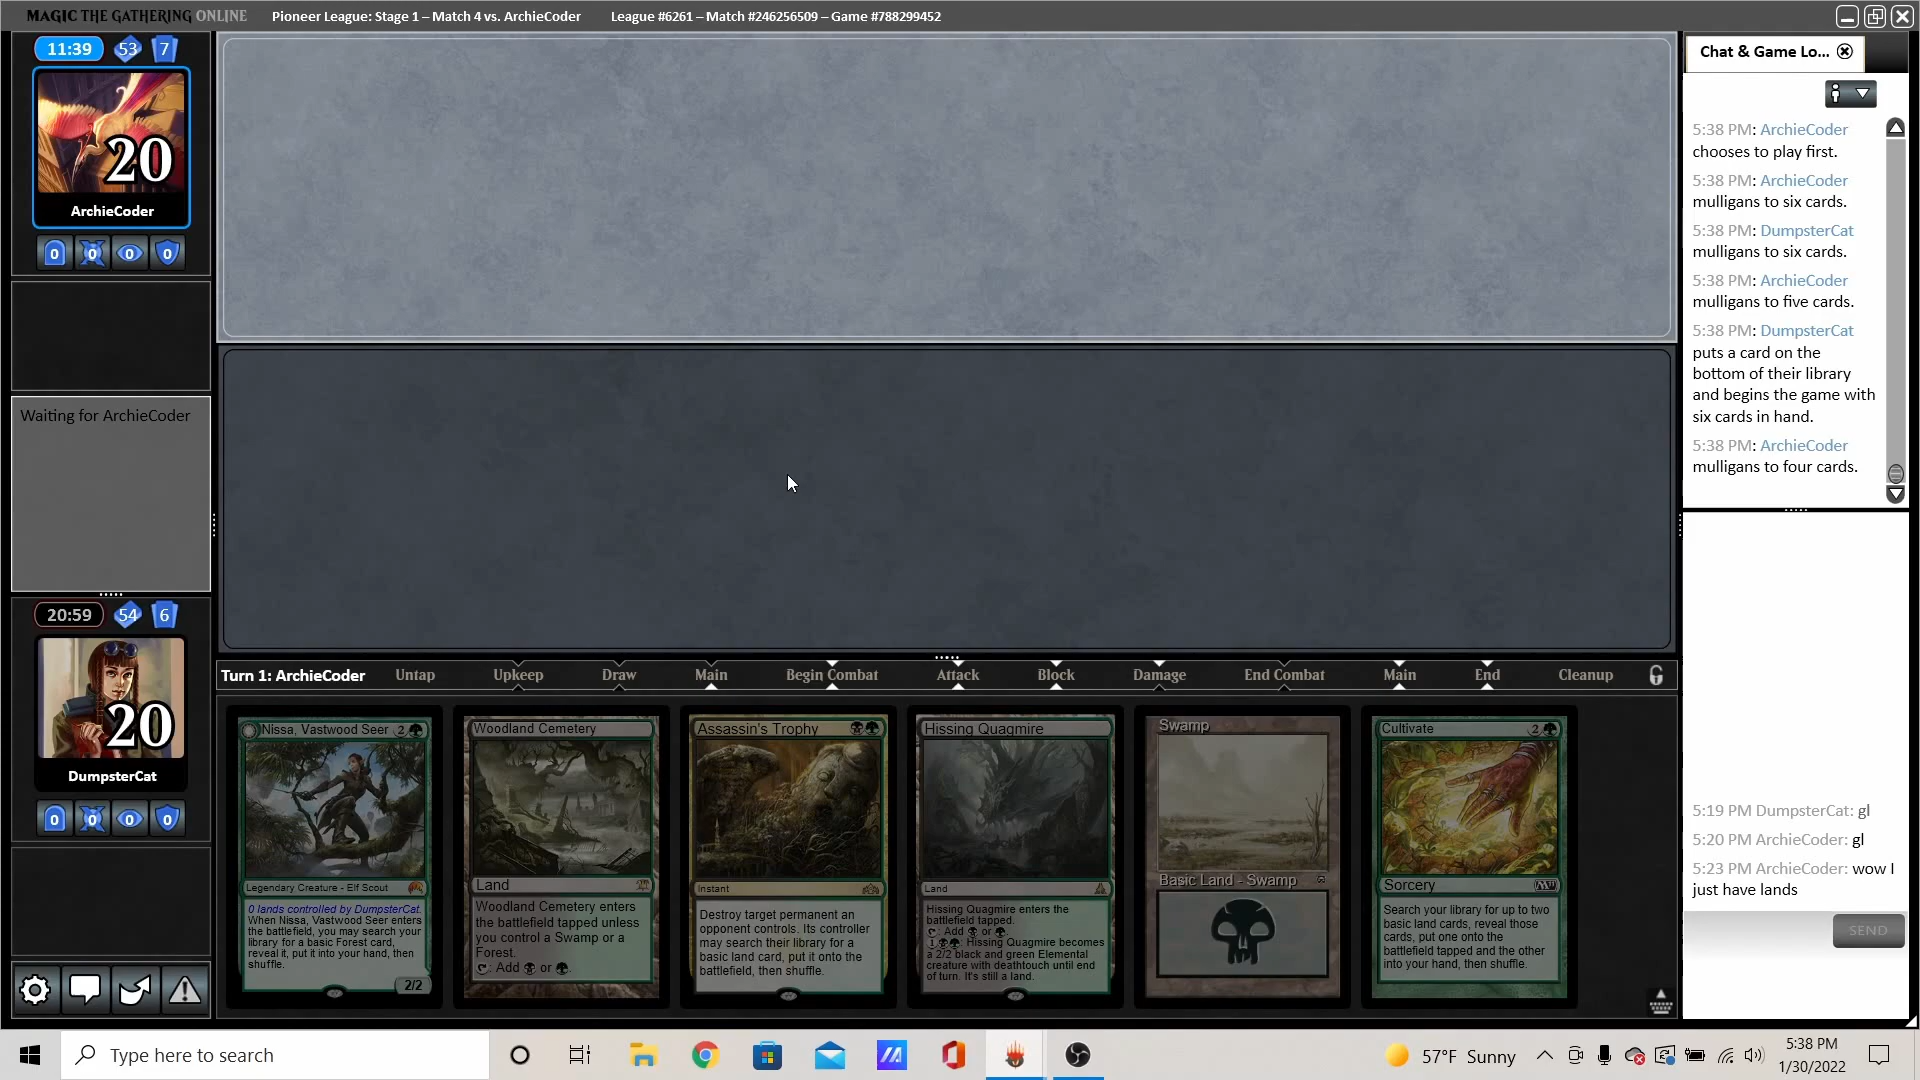 MAGIC THE GATHERING ONLINE
Pioneer League: Stage 1 – Match 4 vs. ArchieCoder
League #6261 – Match #246256509 – Game #788299452
11:39
53
7
20
ArchieCoder
0
0
0
0
Waiting for ArchieCoder
20:59
54
6
20
DumpsterCat
0
0
0
0
Turn 1: ArchieCoder
Untap
Upkeep
Draw
Main
Begin Combat
Attack
Block
Damage
End Combat
Main
End
Cleanup
Nissa, Vastwood Seer 2
Legendary Creature - Elf Scout
0 lands controlled by DumpsterCat.
When Nissa, Vastwood Seer enters
the battlefield, you may search your
library for a basic Forest card,
reveal it, put it into your hand, then
shuffle.
2/2
Woodland Cemetery
Land
Woodland Cemetery enters
the battlefield tapped unless
you control a Swamp or a
Forest.
: Add or .
Assassin's Trophy
Instant
Destroy target permanent an
opponent controls. Its controller
may search their library for a
basic land card, put it onto the
battlefield, then shuffle.
Hissing Quagmire
Land
Hissing Quagmire enters the
battlefield tapped.
: Add or .
1 : Hissing Quagmire becomes
a 2/2 black and green Elemental
creature with deathtouch until end
of turn. It's still a land.
Swamp
Basic Land - Swamp
Cultivate 2
Sorcery
Search your library for up to two
basic land cards, reveal those
cards, put one onto the
battlefield tapped and the other
into your hand, then shuffle.
Chat & Game Lo...
5:38 PM: ArchieCoder
chooses to play first.
5:38 PM: ArchieCoder
mulligans to six cards.
5:38 PM: DumpsterCat
mulligans to six cards.
5:38 PM: ArchieCoder
mulligans to five cards.
5:38 PM: DumpsterCat
puts a card on the
bottom of their library
and begins the game with
six cards in hand.
5:38 PM: ArchieCoder
mulligans to four cards.
5:19 PM DumpsterCat: gl
5:20 PM ArchieCoder: gl
5:23 PM ArchieCoder: wow I
just have lands
SEND
Type here to search
57°F Sunny
5:38 PM
1/30/2022